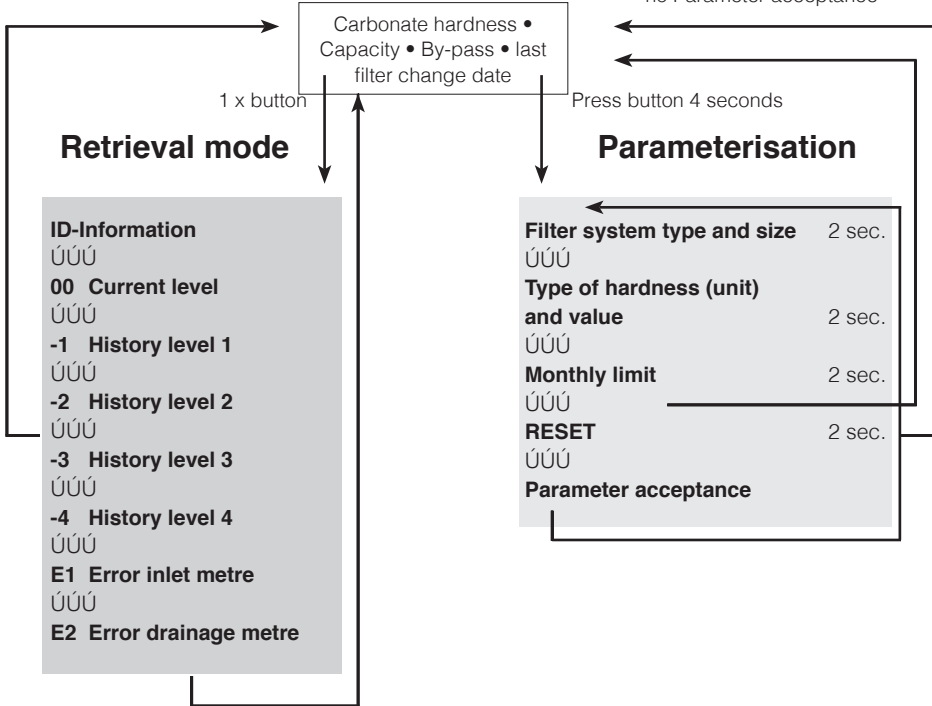 Carbonate hardness •
Capacity • By-pass • last
filter change date
1 x button
Press button 4 seconds
Retrieval mode
ID-Information
ÚÚÚ
00 Current level
ÚÚÚ
-1 History level 1
ÚÚÚ
-2 History level 2
ÚÚÚ
-3 History level 3
ÚÚÚ
-4 History level 4
ÚÚÚ
E1 Error inlet metre
ÚÚÚ
E2 Error drainage metre
Parameterisation
Filter system type and size 2 sec.
ÚÚÚ
Type of hardness (unit)
and value 2 sec.
ÚÚÚ
Monthly limit 2 sec.
ÚÚÚ
RESET 2 sec.
ÚÚÚ
Parameter acceptance